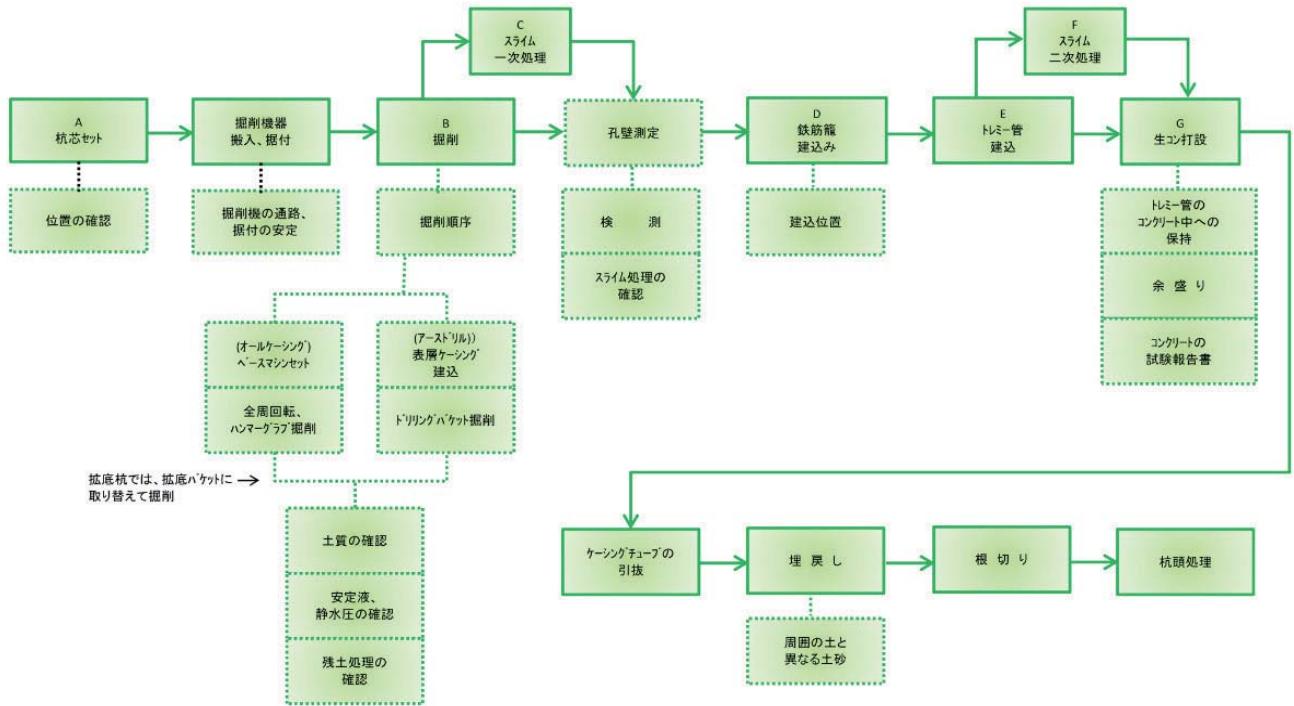 C
スライム
一次処理
F
スライム
二次処理
A
杭芯セット
掘削機器
搬入、据付
B
掘削
孔壁測定
D
鉄筋籠
建込み
E
トレミー管
建込
G
生コン打設
位置の確認
掘削機の通路、
据付の安定
掘削順序
検 測
スライム処理の
確認
建込位置
トレミー管の
コンクリート中への
保持
余 盛 り
コンクリートの
試験報告書
(オールケーシング)
ベースマシンセット
全周回転、
ハンマーグラブ掘削
(アースドリル))
表層ケーシング
建込
ドリリングバケット掘削
拡底杭では、拡底バケットに →
取り替えて掘削
土質の確認
安定液、
静水圧の確認
残土処理の
確認
ケーシングチューブの
引抜
埋 戻 し
根 切 り
杭頭処理
周囲の土と
異なる土砂